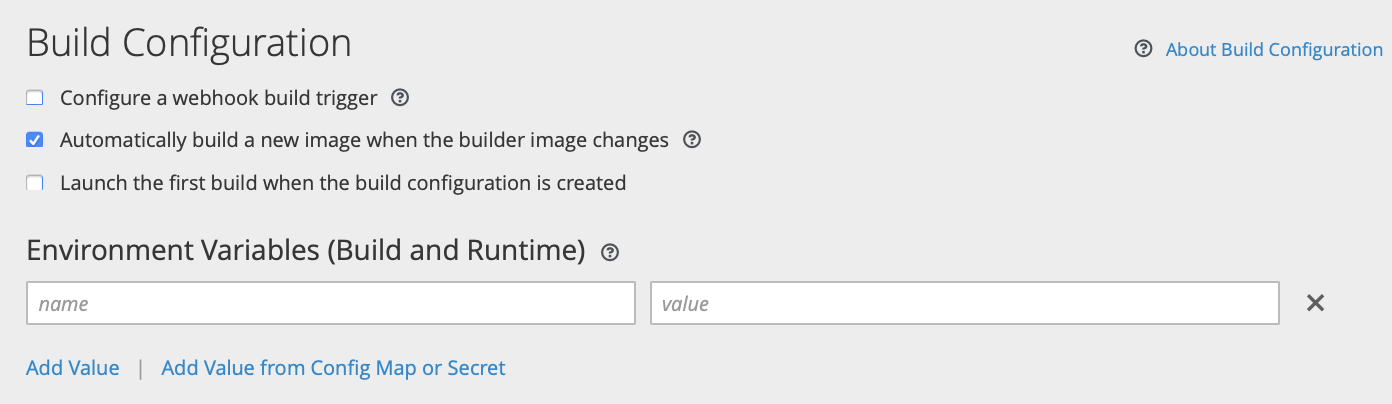 Build Configuration
About Build Configuration
Configure a webhook build trigger
Automatically build a new image when the builder image changes
Launch the first build when the build configuration is created
Environment Variables (Build and Runtime)
name value
Add Value | Add Value from Config Map or Secret